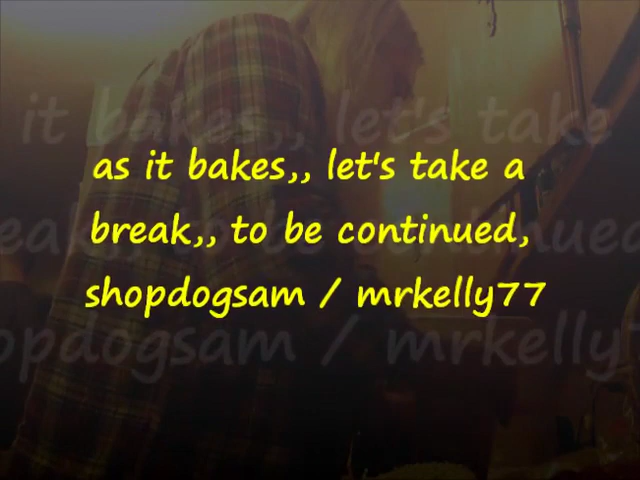 as it bakes,, let's take a
break,, to be continued,
shopdogsam / mrkelly77